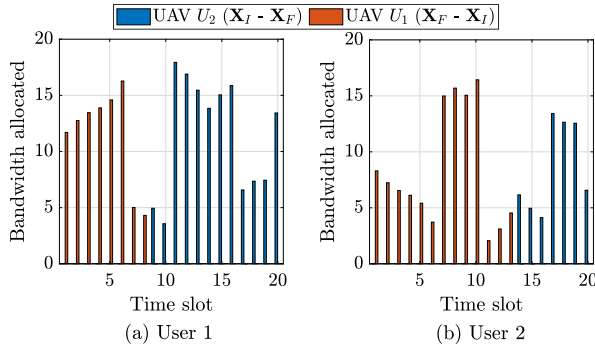 UAV U₂ (X_I - X_F) UAV U₁ (X_F - X_I)
20
15
10
5
0
Bandwidth allocated
5 10 15 20
Time slot
(a) User 1
20
15
10
5
0
Bandwidth allocated
5 10 15 20
Time slot
(b) User 2